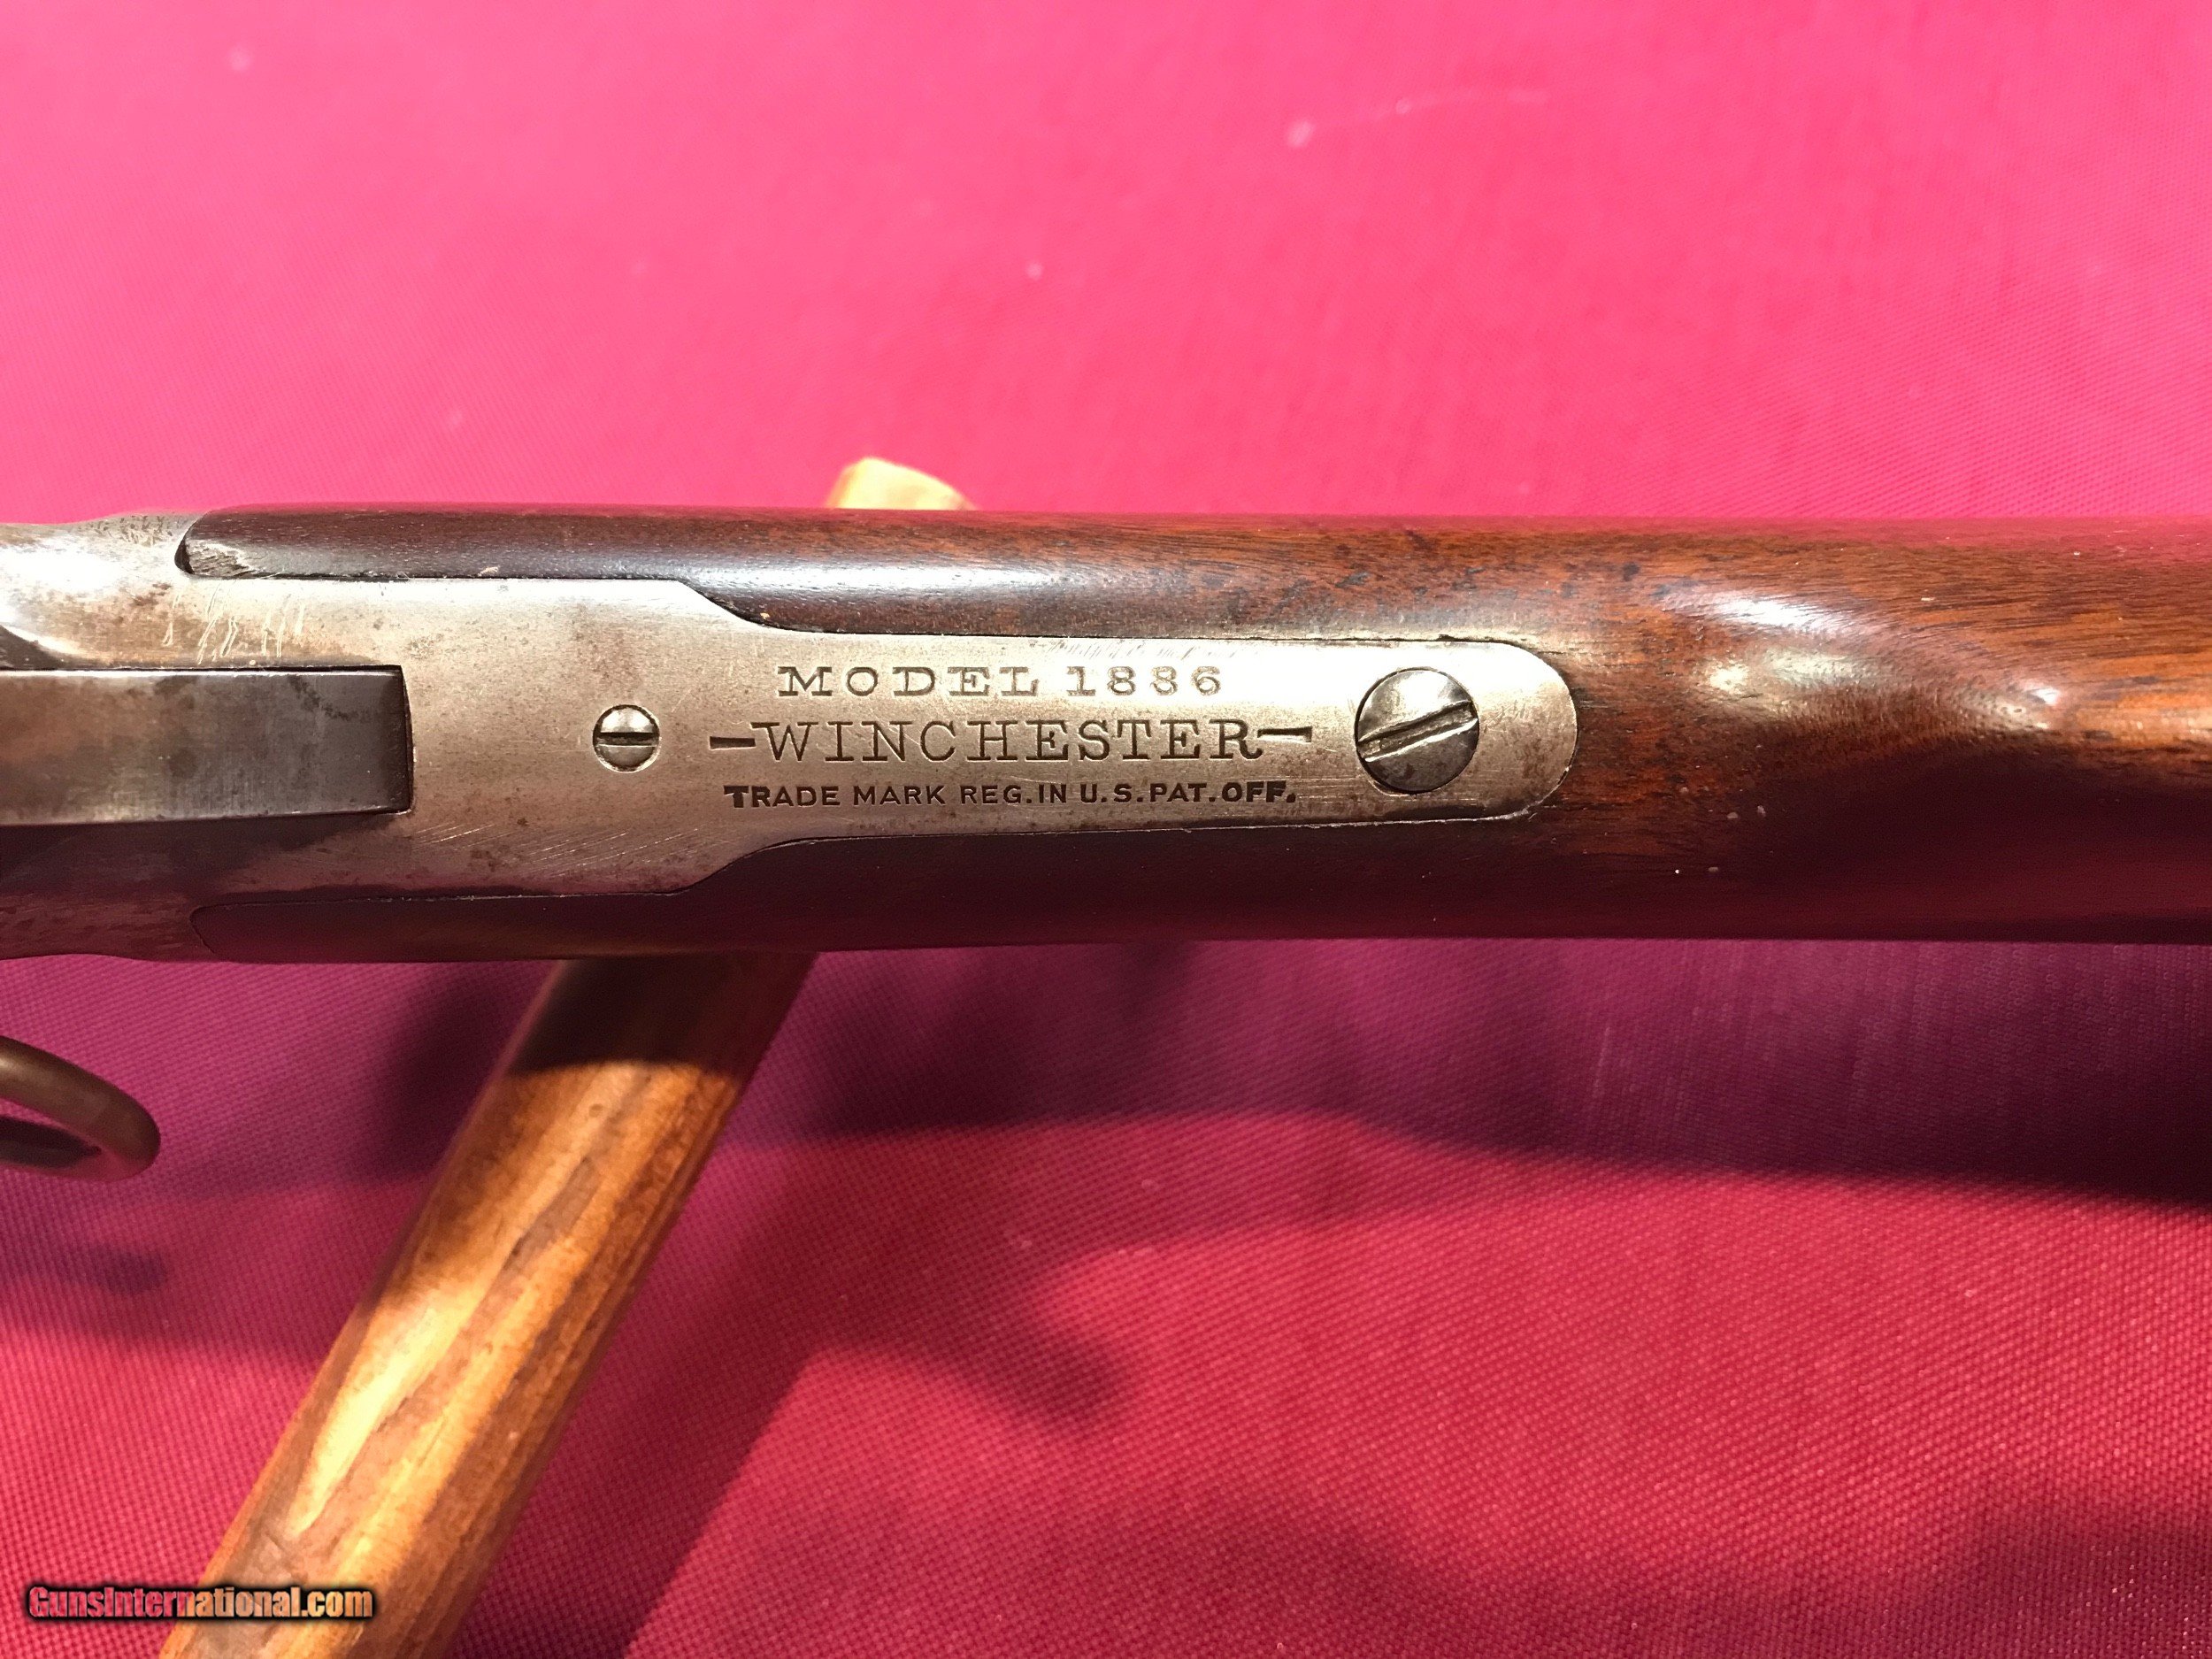 MODEL 1886
–WINCHESTER–
TRADE MARK REG. IN U.S. PAT. OFF.
GunsInternational.com